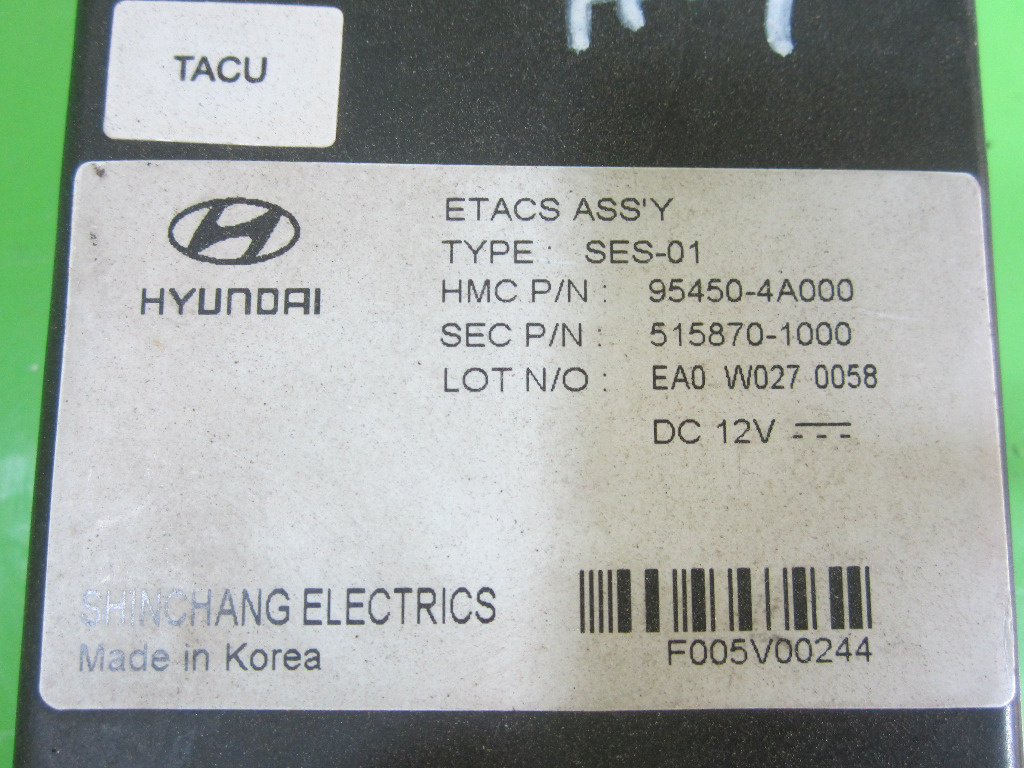 TACU
HYUNDAI
ETACS ASS'Y
TYPE : SES-01
HMC P/N : 95450-4A000
SEC P/N : 515870-1000
LOT N/O : EA0 W027 0058
DC 12V
SHINCHANG ELECTRICS
Made in Korea
F005V00244